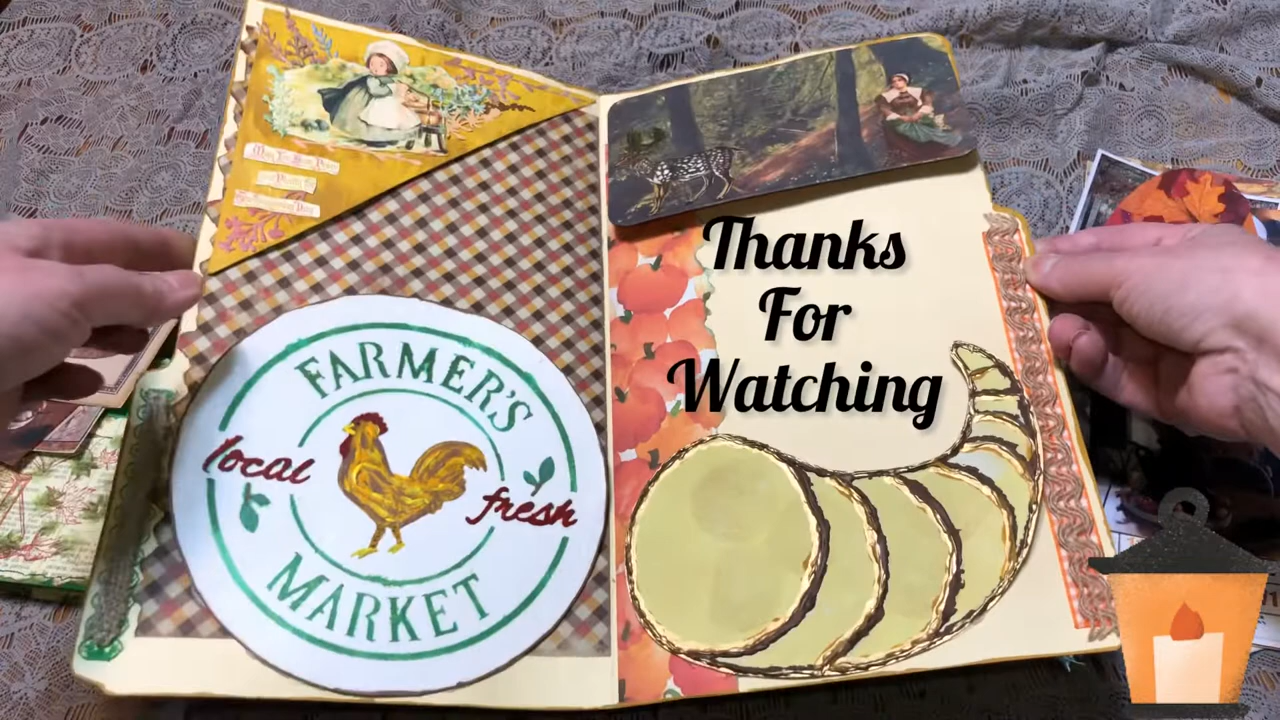 FARMER'S
local
fresh
MARKET
Thanks
For
Watching